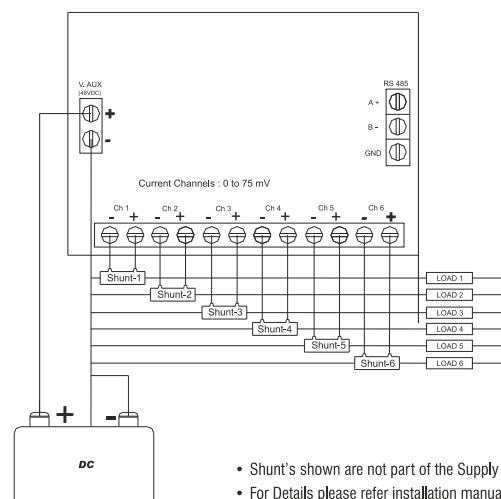 V. AUX
(48VDC)
+
-
RS 485
A +
B -
GND
Current Channels : 0 to 75 mV
Ch 1 Ch 2 Ch 3 Ch 4 Ch 5 Ch 6
- + - + - + - + - + - +
Shunt-1
LOAD 1
Shunt-2
LOAD 2
Shunt-3
LOAD 3
Shunt-4
LOAD 4
Shunt-5
LOAD 5
Shunt-6
LOAD 6
+ -
DC
• Shunt's shown are not part of the Supply
• For Details please refer installation manua